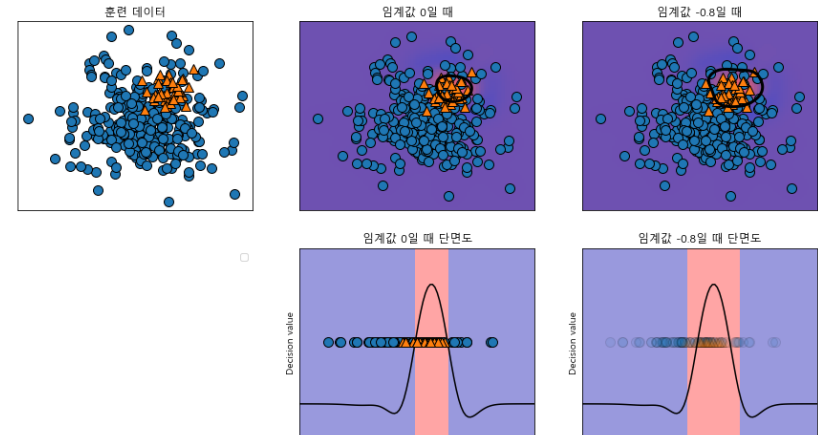 훈련 데이터
임계값 0일 때
임계값 -0.8일 때
임계값 0일 때 단면도
임계값 -0.8일 때 단면도
Decision value
Decision value